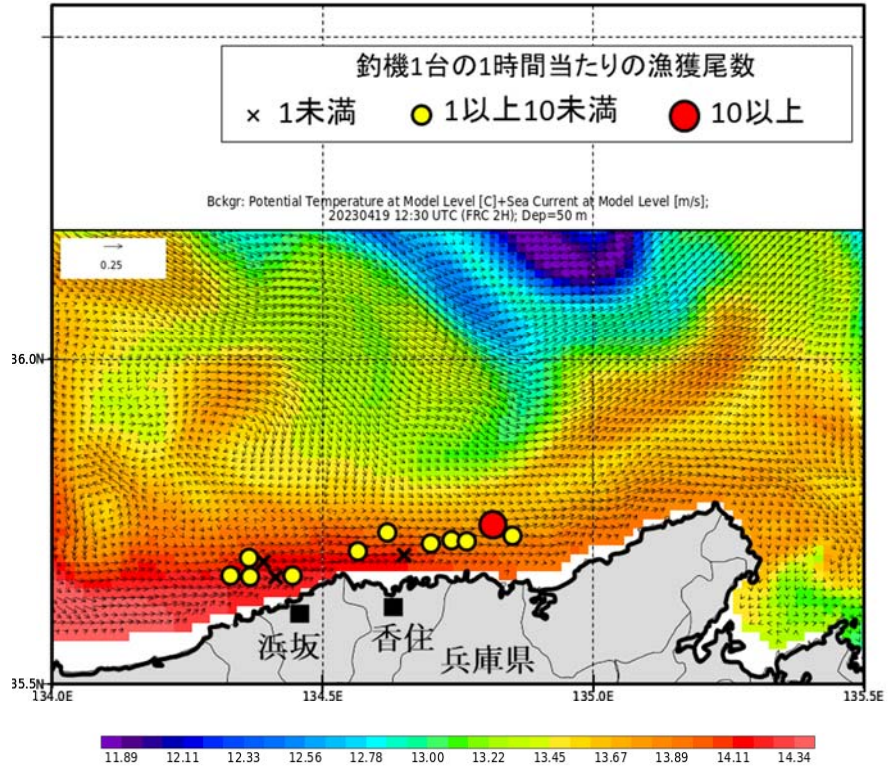 釣機1台の1時間当たりの漁獲尾数
× 1未満 1以上10未満 10以上
Bckgr: Potential Temperature at Model Level [C]+Sea Current at Model Level [m/s];
20230419 12:30 UTC (FRC 2H); Dep=50 m
0.25
36.0N
浜坂 香住 兵庫県
35.5N
134.0E 134.5E 135.0E 135.5E
11.89 12.11 12.33 12.56 12.78 13.00 13.22 13.45 13.67 13.89 14.11 14.34